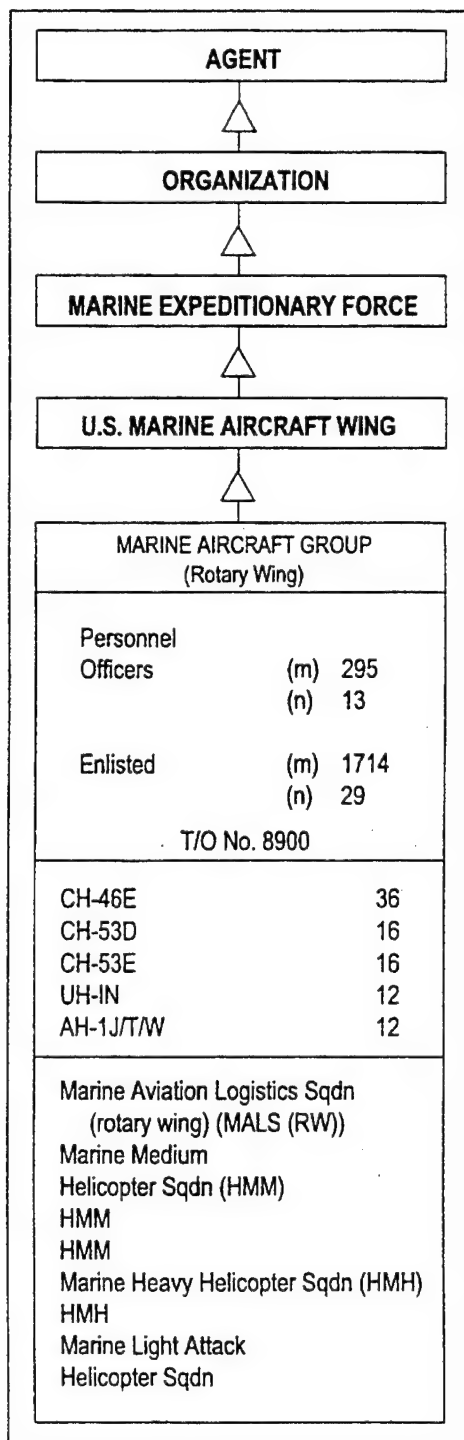 AGENT
ORGANIZATION
MARINE EXPEDITIONARY FORCE
U.S. MARINE AIRCRAFT WING
MARINE AIRCRAFT GROUP
(Rotary Wing)
Personnel
Officers (m) 295
(n) 13
Enlisted (m) 1714
(n) 29
T/O No. 8900
CH-46E 36
CH-53D 16
CH-53E 16
UH-IN 12
AH-1J/T/W 12
Marine Aviation Logistics Sqdn
(rotary wing) (MALS (RW))
Marine Medium
Helicopter Sqdn (HMM)
HMM
HMM
Marine Heavy Helicopter Sqdn (HMH)
HMH
Marine Light Attack
Helicopter Sqdn